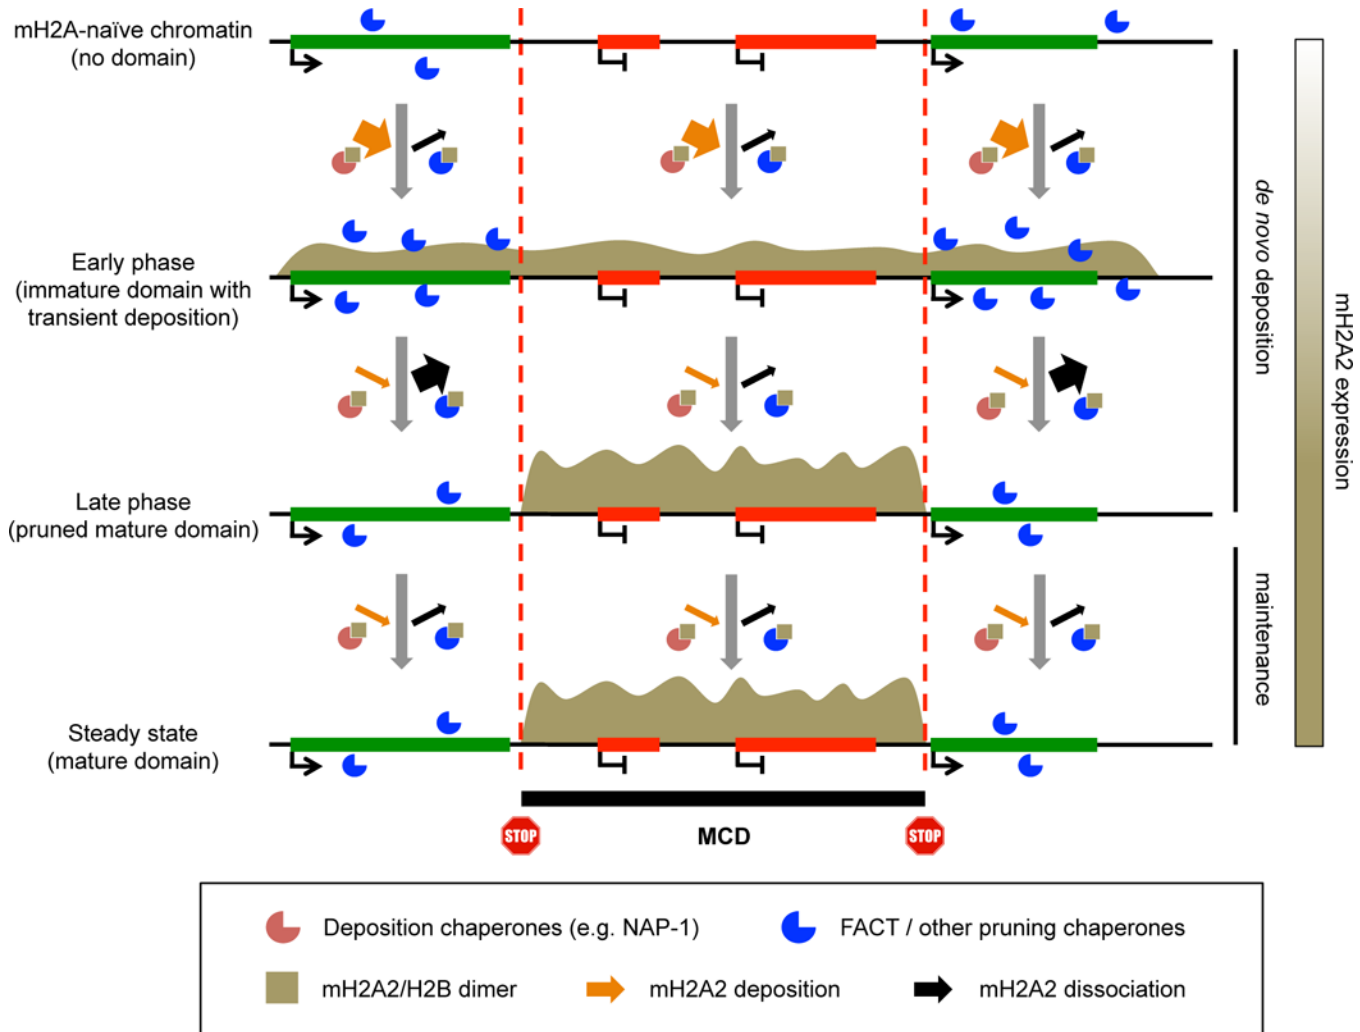 mH2A-naïve chromatin
(no domain)
Early phase
(immature domain with
transient deposition)
Late phase
(pruned mature domain)
Steady state
(mature domain)
de novo deposition
maintenance
mH2A2 expression
STOP
MCD
STOP
Deposition chaperones (e.g. NAP-1)
FACT / other pruning chaperones
mH2A2/H2B dimer
mH2A2 deposition
mH2A2 dissociation